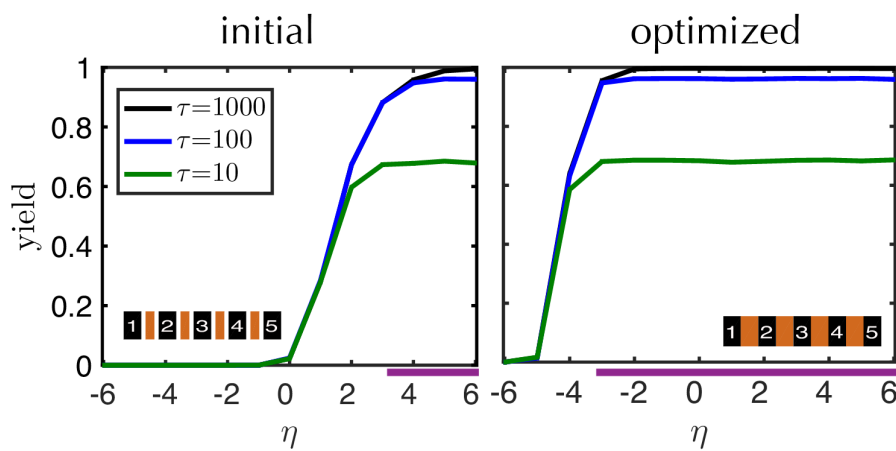 initial optimized
1
0.8
0.6
0.4
0.2
0
yield
τ=1000
τ=100
τ=10
1 2 3 4 5
1 2 3 4 5
-6 -4 -2 0 2 4 6
-6 -4 -2 0 2 4 6
η
η